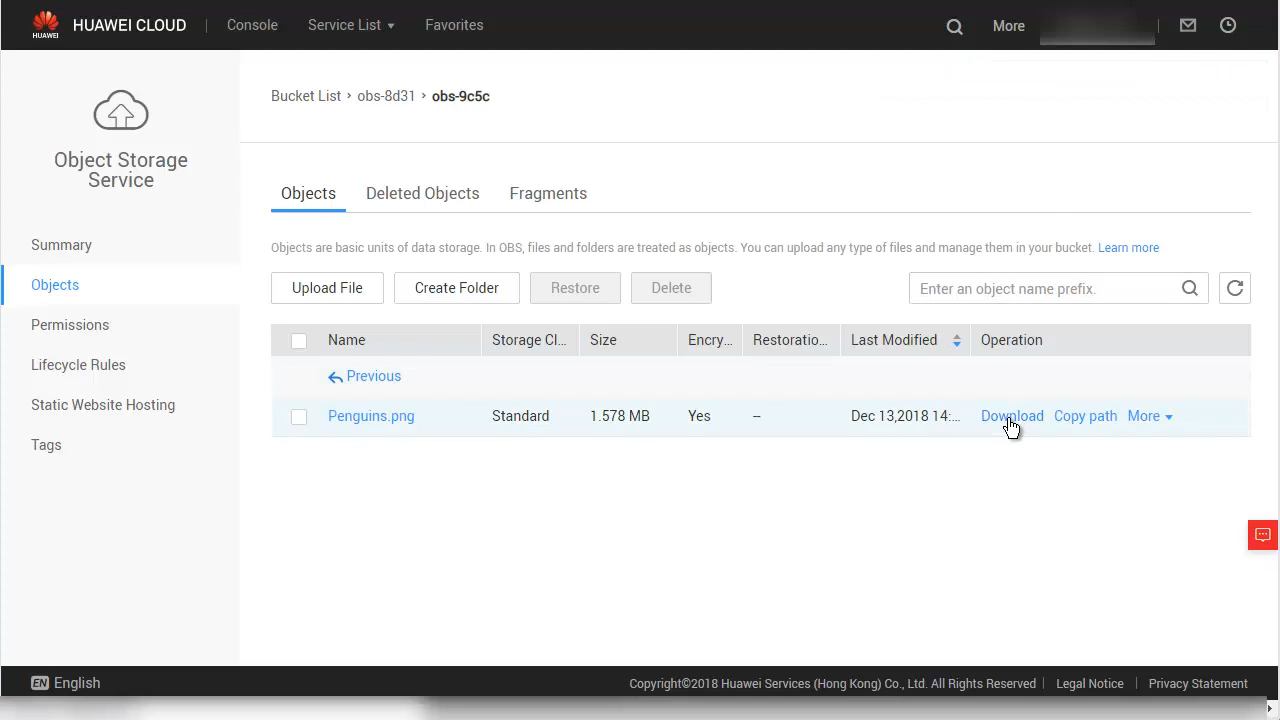 HUAWEI
HUAWEI CLOUD
Console
Service List
Favorites
More
Object Storage
Service
Summary
Objects
Permissions
Lifecycle Rules
Static Website Hosting
Tags
Bucket List › obs-8d31 › obs-9c5c
Objects
Deleted Objects
Fragments
Objects are basic units of data storage. In OBS, files and folders are treated as objects. You can upload any type of files and manage them in your bucket. Learn more
Upload File
Create Folder
Restore
Delete
Enter an object name prefix.
Name Storage Cl... Size Encry... Restoratio... Last Modified Operation
Previous
Penguins.png Standard 1.578 MB Yes -- Dec 13,2018 14:... Download Copy path More
EN English
Copyright©2018 Huawei Services (Hong Kong) Co., Ltd. All Rights Reserved | Legal Notice | Privacy Statement